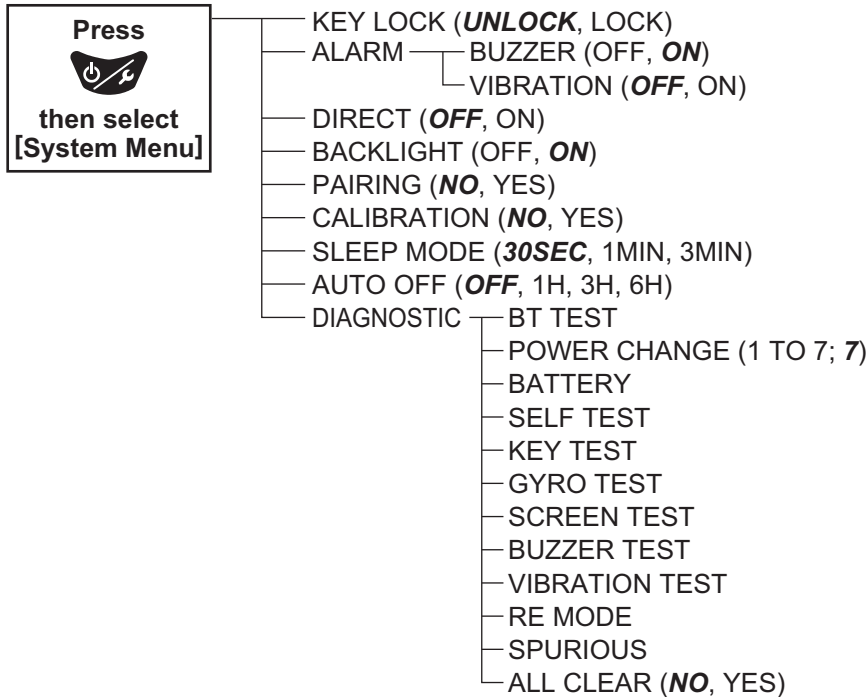 Press
then select
[System Menu]
KEY LOCK (UNLOCK, LOCK)
ALARM
BUZZER (OFF, ON)
VIBRATION (OFF, ON)
DIRECT (OFF, ON)
BACKLIGHT (OFF, ON)
PAIRING (NO, YES)
CALIBRATION (NO, YES)
SLEEP MODE (30SEC, 1MIN, 3MIN)
AUTO OFF (OFF, 1H, 3H, 6H)
DIAGNOSTIC
BT TEST
POWER CHANGE (1 TO 7; 7)
BATTERY
SELF TEST
KEY TEST
GYRO TEST
SCREEN TEST
BUZZER TEST
VIBRATION TEST
RE MODE
SPURIOUS
ALL CLEAR (NO, YES)